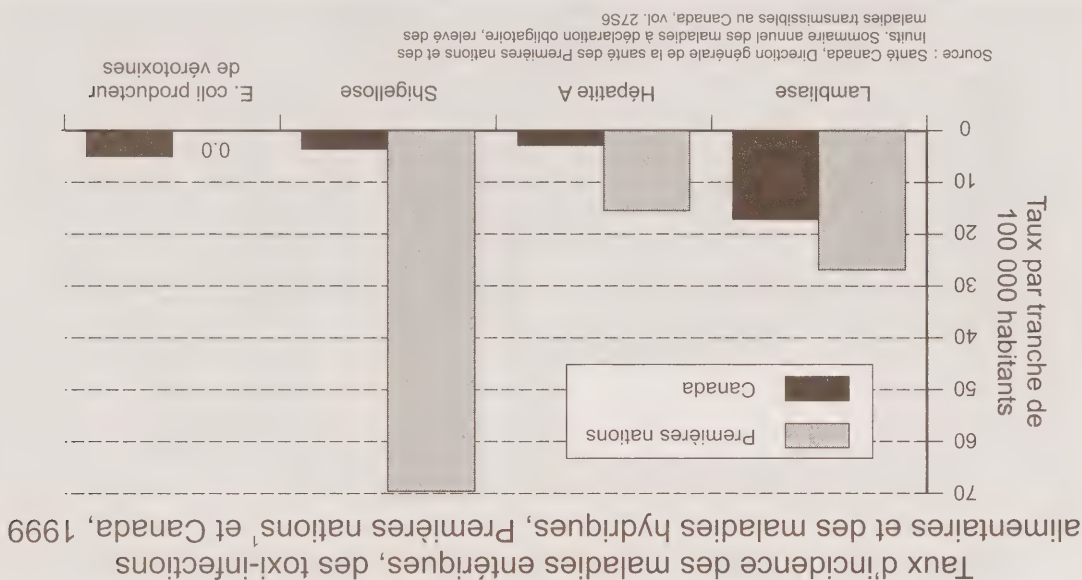 Taux d'incidence des maladies entériques, des toxi-infections
alimentaires et des maladies hydriques, Premières nations¹ et Canada, 1999
Taux par tranche de
100 000 habitants
70
60
50
40
30
20
10
0
Premières nations
Canada
0.0
Lambliase
Hépatite A
Shigellose
E. coli producteur
de vérotoxines
Source : Santé Canada, Direction générale de la santé des Premières nations et des
Inuits. Sommaire annuel des maladies à déclaration obligatoire, relevé des
maladies transmissibles au Canada, vol. 27S6